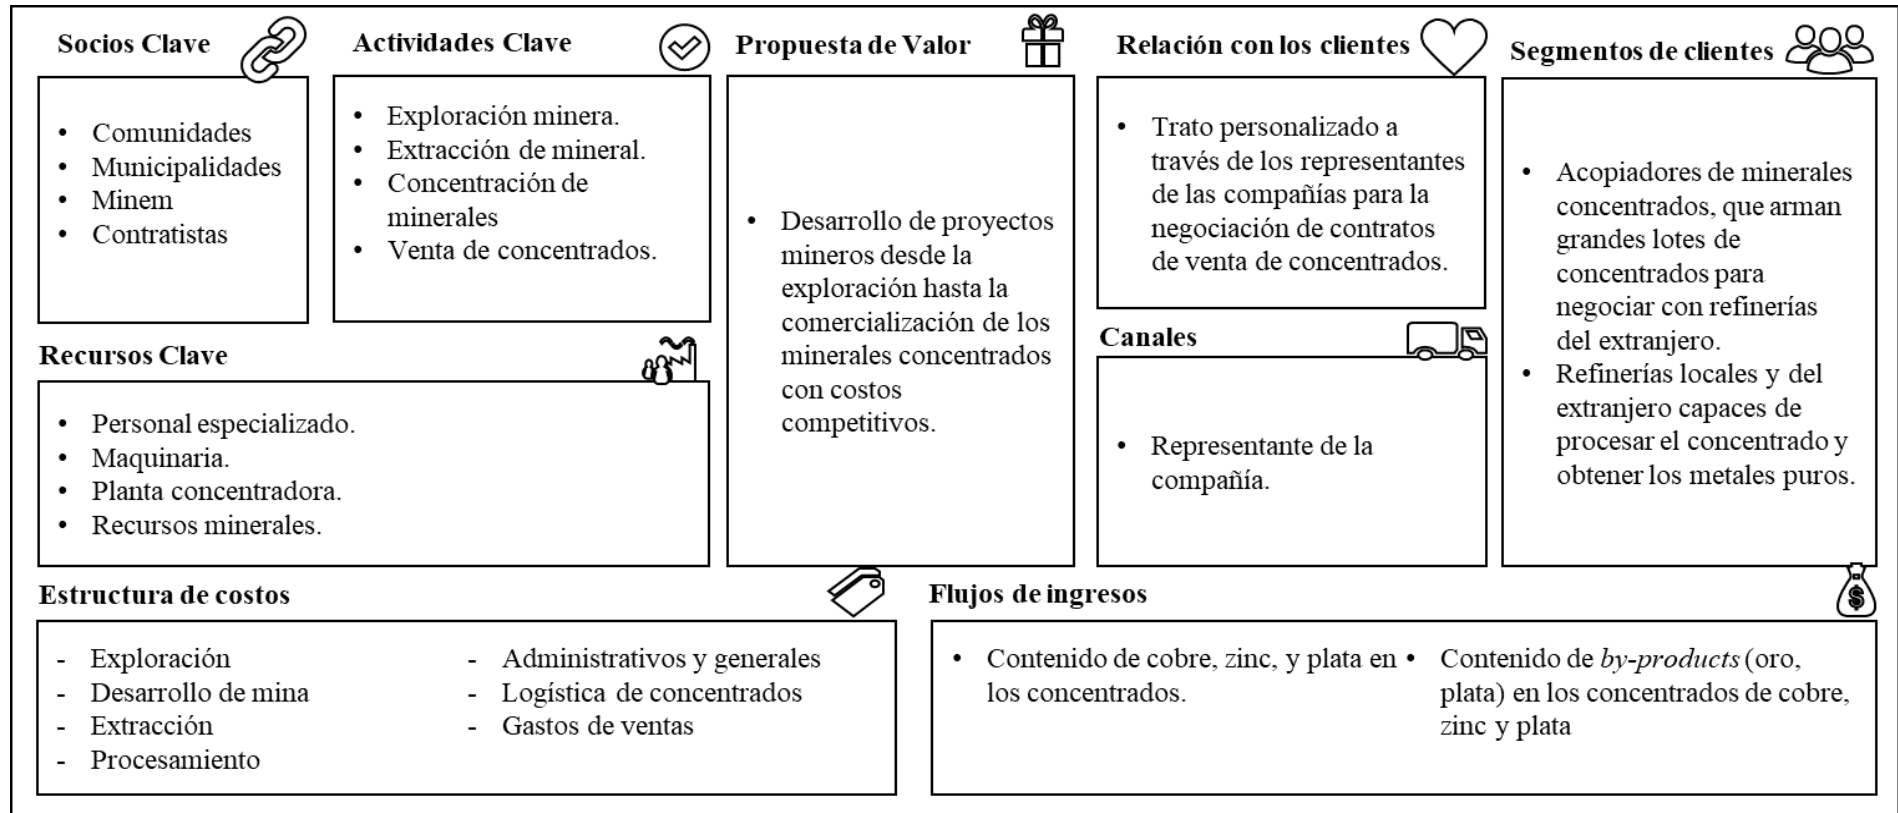 Socios Clave
• Comunidades
• Municipalidades
• Minem
• Contratistas
Actividades Clave
• Exploración minera.
• Extracción de mineral.
• Concentración de
minerales
• Venta de concentrados.
Recursos Clave
• Personal especializado.
• Maquinaria.
• Planta concentradora.
• Recursos minerales.
Propuesta de Valor
• Desarrollo de proyectos
mineros desde la
exploración hasta la
comercialización de los
minerales concentrados
con costos
competitivos.
Relación con los clientes
• Trato personalizado a
través de los representantes
de las compañías para la
negociación de contratos
de venta de concentrados.
Canales
• Representante de la
compañía.
Segmentos de clientes
• Acopiadores de minerales
concentrados, que arman
grandes lotes de
concentrados para
negociar con refinerías
del extranjero.
• Refinerías locales y del
extranjero capaces de
procesar el concentrado y
obtener los metales puros.
Estructura de costos
- Exploración
- Desarrollo de mina
- Extracción
- Procesamiento
- Administrativos y generales
- Logística de concentrados
- Gastos de ventas
Flujos de ingresos
$
• Contenido de cobre, zinc, y plata en
los concentrados.
• Contenido de by-products (oro,
plata) en los concentrados de cobre,
zinc y plata